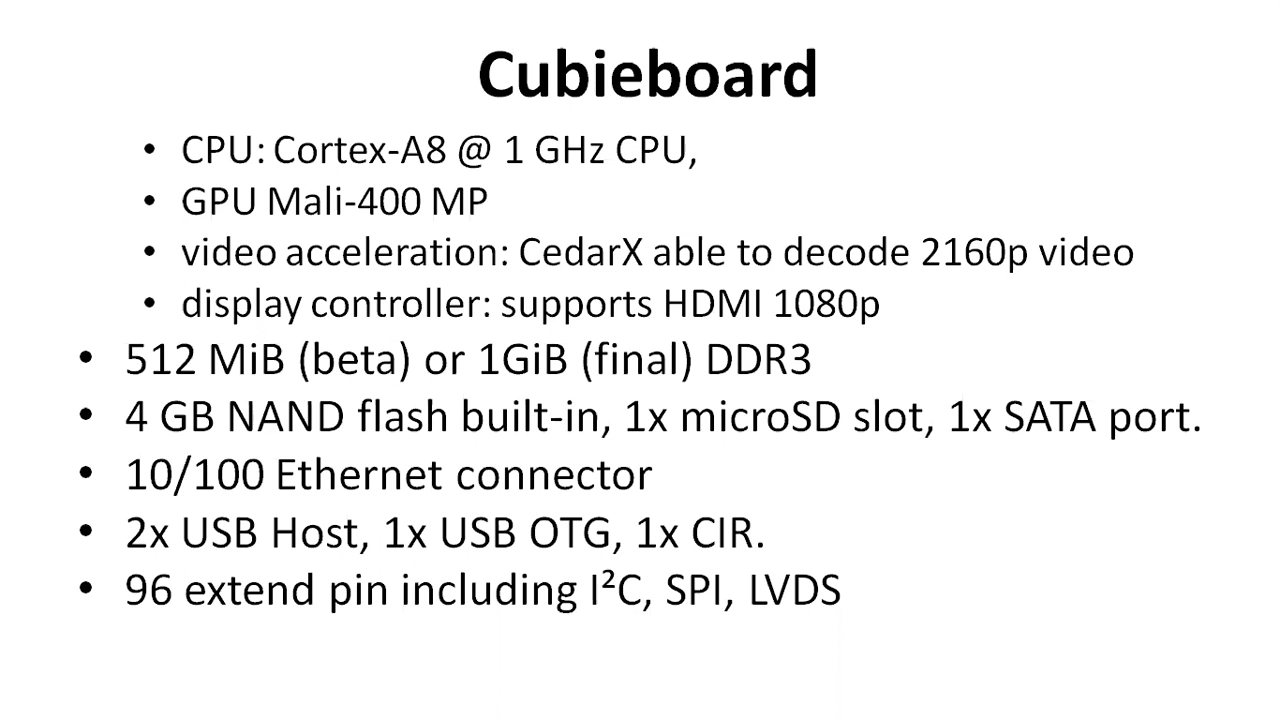 Cubieboard
• CPU: Cortex-A8 @ 1 GHz CPU,
• GPU Mali-400 MP
• video acceleration: CedarX able to decode 2160p video
• display controller: supports HDMI 1080p
• 512 MiB (beta) or 1GiB (final) DDR3
• 4 GB NAND flash built-in, 1x microSD slot, 1x SATA port.
• 10/100 Ethernet connector
• 2x USB Host, 1x USB OTG, 1x CIR.
• 96 extend pin including I²C, SPI, LVDS